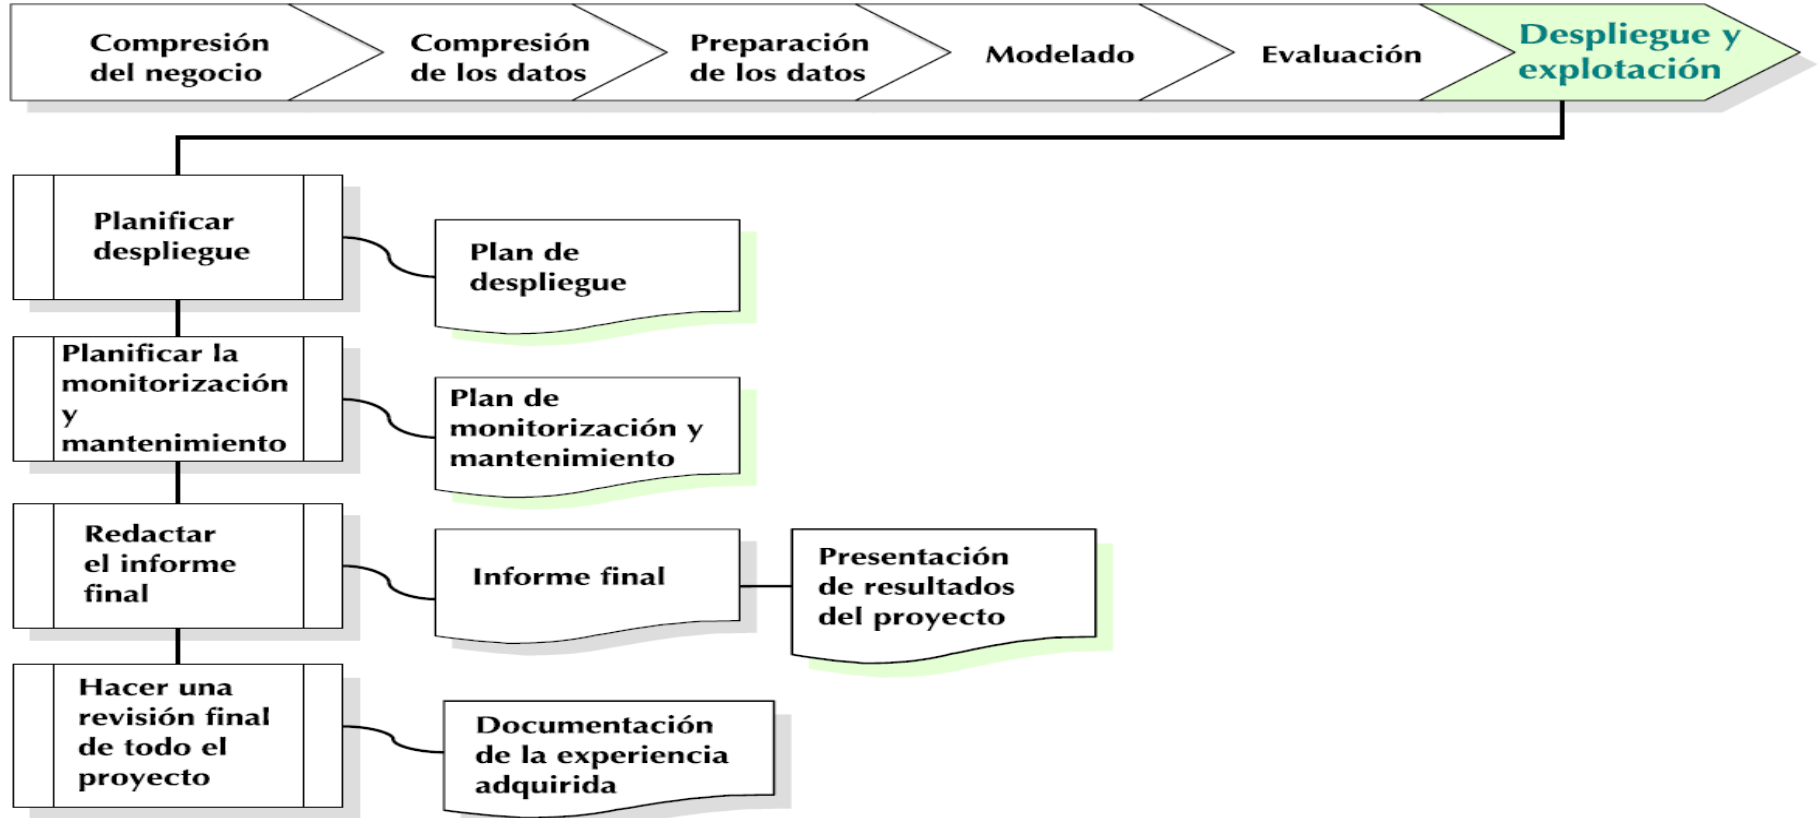 Compresión
del negocio
Compresión
de los datos
Preparación
de los datos
Modelado
Evaluación
Despliegue y
explotación
Planificar
despliegue
Plan de
despliegue
Planificar la
monitorización
y
mantenimiento
Plan de
monitorización y
mantenimiento
Redactar
el informe
final
Informe final
Presentación
de resultados
del proyecto
Hacer una
revisión final
de todo el
proyecto
Documentación
de la experiencia
adquirida